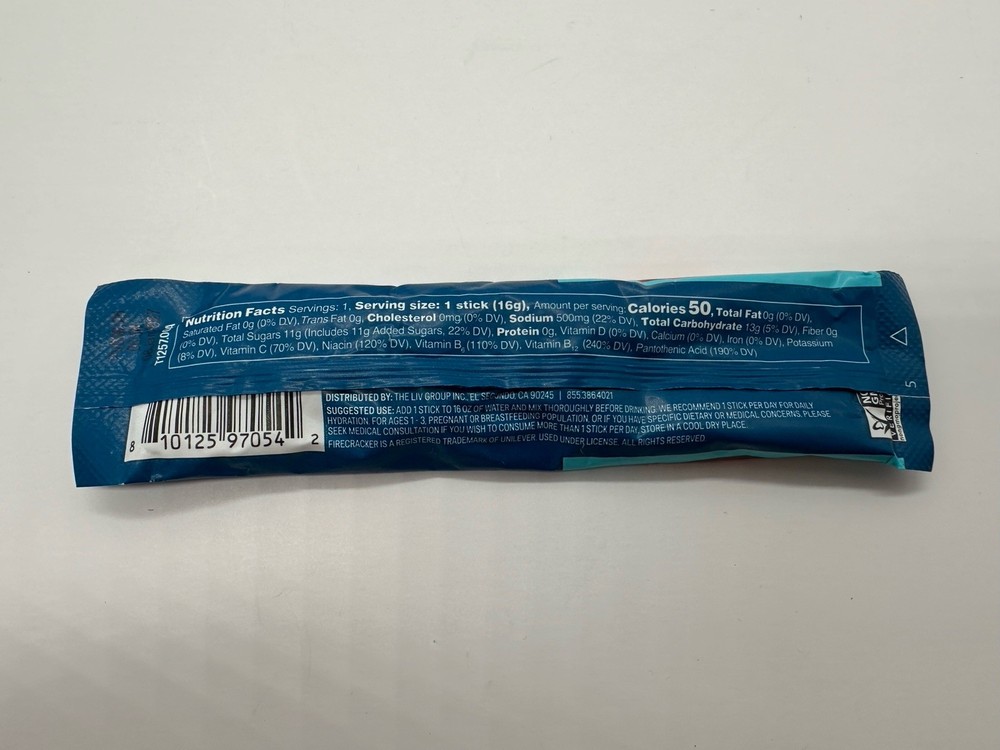 Nutrition Facts Servings: 1, Serving size: 1 stick (16g), Amount per serving: Calories 50, Total Fat 0g (0% DV),
Saturated Fat 0g (0% DV), Trans Fat 0g, Cholesterol 0mg (0% DV), Sodium 500mg (22% DV), Total Carbohydrate 13g (5% DV), Fiber 0g
(0% DV), Total Sugars 11g (Includes 11g Added Sugars, 22% DV), Protein 0g, Vitamin D (0% DV), Calcium (0% DV), Iron (0% DV), Potassium
(8% DV), Vitamin C (70% DV), Niacin (120% DV), Vitamin B6 (110% DV), Vitamin B12 (240% DV), Pantothenic Acid (190% DV)
DISTRIBUTED BY: THE LIV GROUP INC. EL SEGUNDO, CA 90245 | 8553864021
SUGGESTED USE: ADD 1 STICK TO 16 OZ OF WATER AND MIX THOROUGHLY BEFORE DRINKING. WE RECOMMEND 1 STICK PER DAY FOR DAILY
HYDRATION. FOR AGES 1 - 3, PREGNANT OR BREASTFEEDING POPULATION, OR IF YOU HAVE SPECIFIC DIETARY OR MEDICAL CONCERNS, PLEASE
SEEK MEDICAL CONSULTATION IF YOU WISH TO CONSUME MORE THAN 1 STICK PER DAY. STORE IN A COOL DRY PLACE.
FIRECRACKER IS A REGISTERED TRADEMARK OF UNILEVER. USED UNDER LICENSE. ALL RIGHTS RESERVED
8 10125 97054 2
5